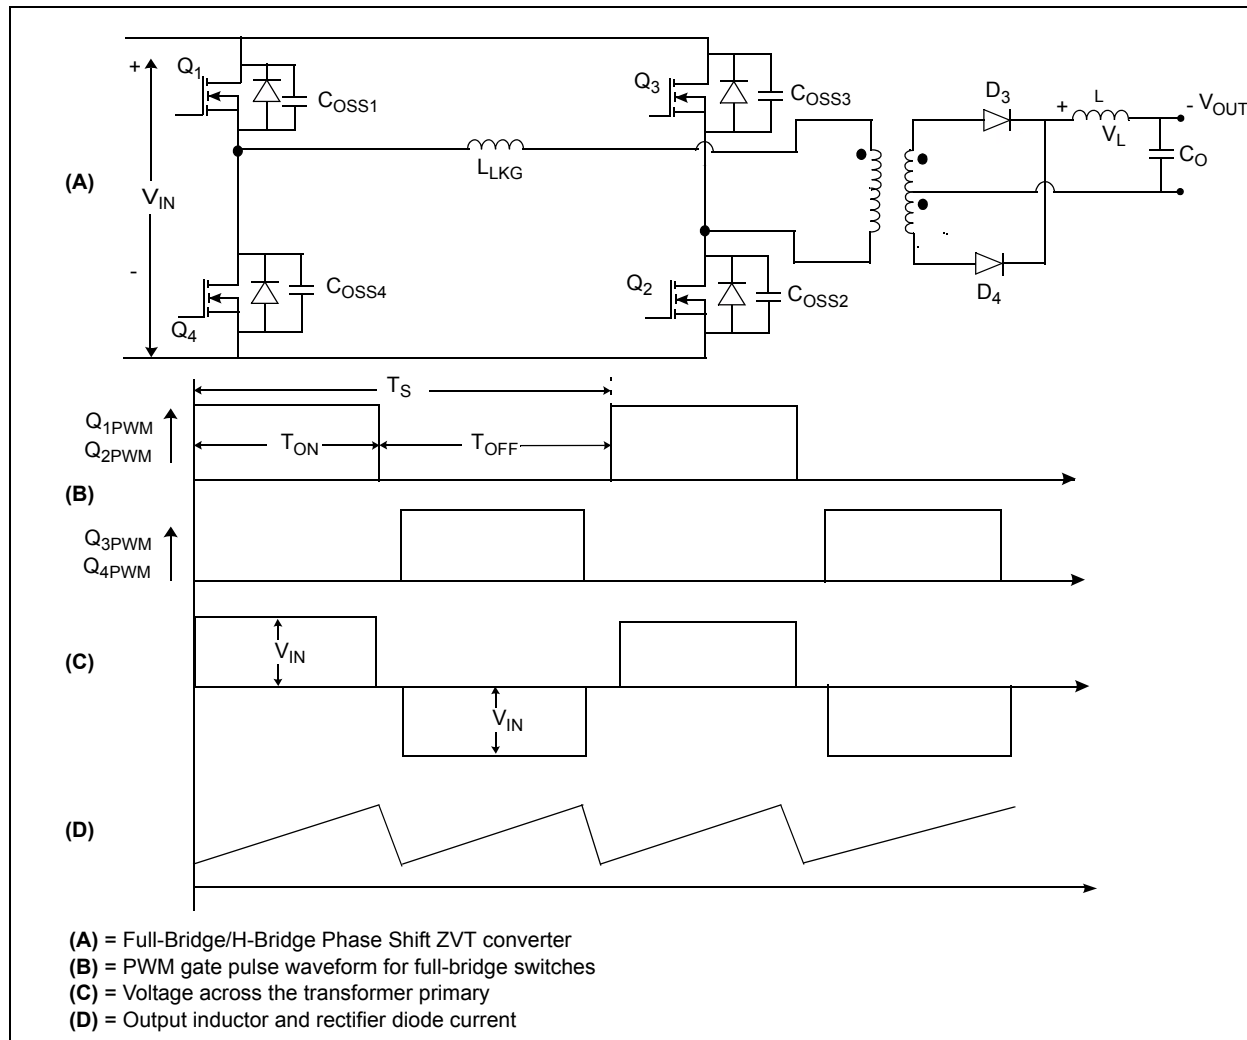 Q1
COSS1
Q3
COSS3
D3
+ L
VL
- VOUT
CO
+
(A)
VIN
-
LLKG
Q4
COSS4
Q2
COSS2
D4
TS
Q1PWM
Q2PWM
TON
TOFF
(B)
Q3PWM
Q4PWM
(C)
VIN
VIN
(D)
(A) = Full-Bridge/H-Bridge Phase Shift ZVT converter
(B) = PWM gate pulse waveform for full-bridge switches
(C) = Voltage across the transformer primary
(D) = Output inductor and rectifier diode current